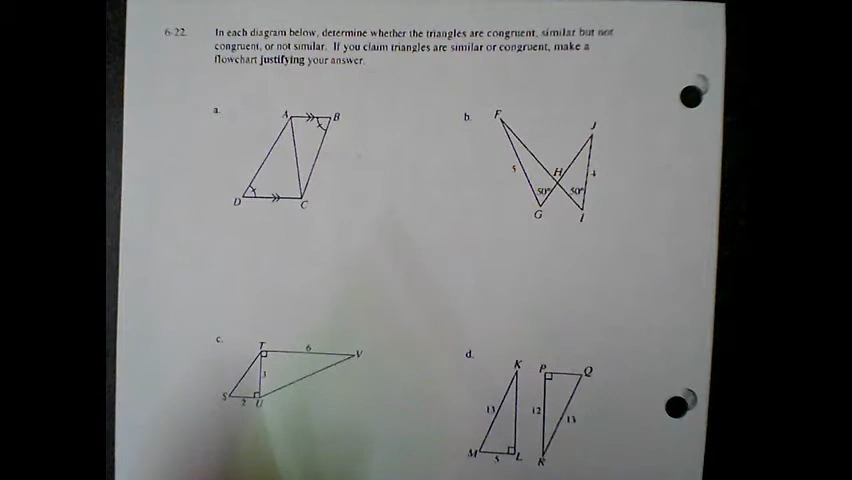 6-22. In each diagram below, determine whether the triangles are congruent, similar but not
congruent, or not similar. If you claim triangles are similar or congruent, make a
flowchart justifying your answer.
a.
A
B
D
C
b.
F
J
5
H
4
50°
50°
G
I
c.
T
6
V
3
S
2
U
d.
K
P
Q
13
12
13
M
5
L
R